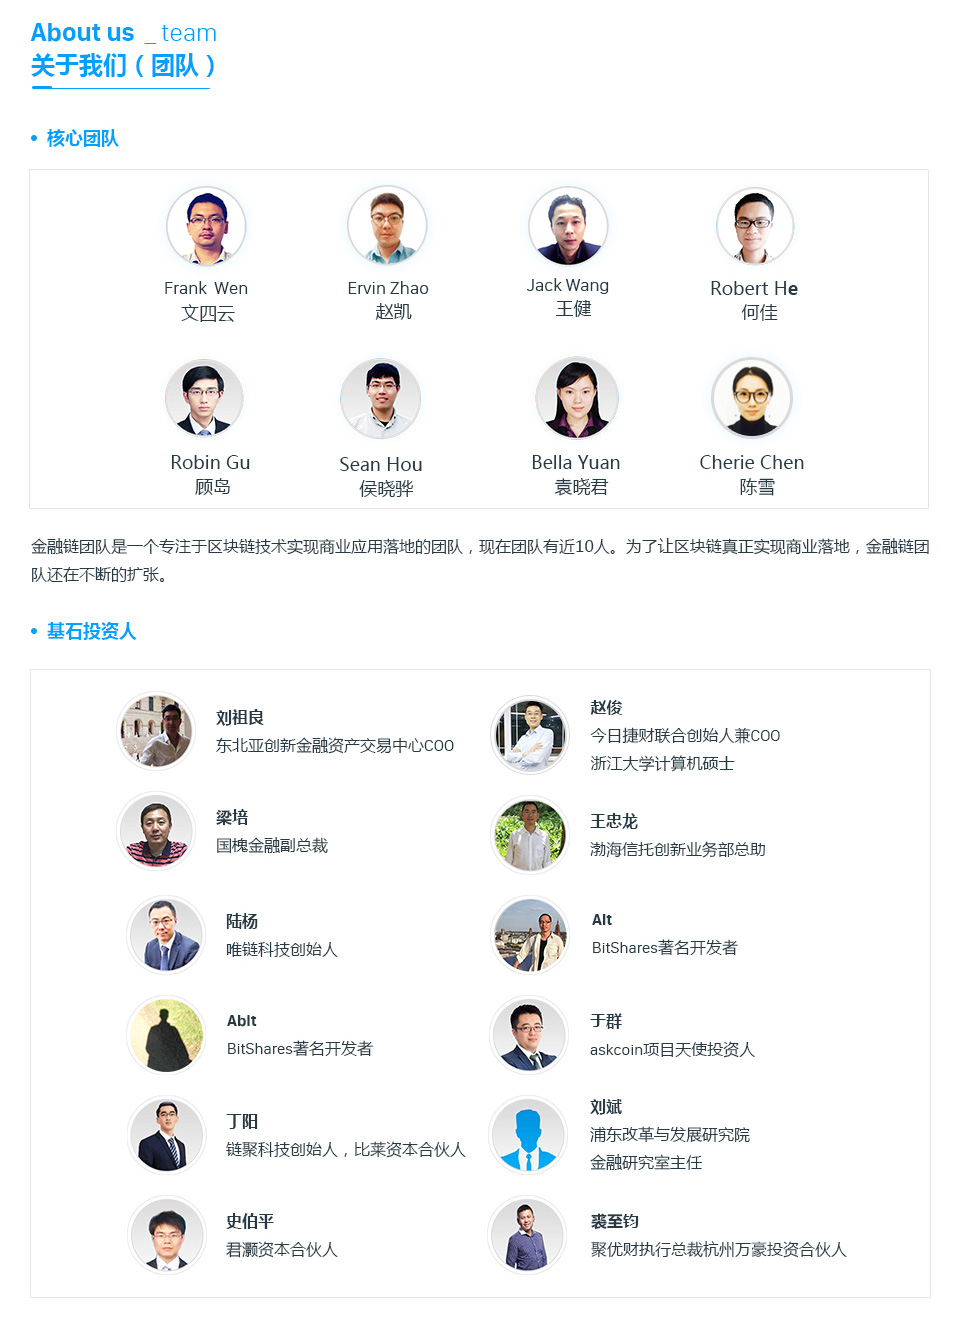 About us _ team
关于我们（团队）
• 核心团队
Frank Wen
文四云
Ervin Zhao
赵凯
Jack Wang
王健
Robert He
何佳
Robin Gu
顾岛
Sean Hou
侯晓骅
Bella Yuan
袁晓君
Cherie Chen
陈雪
金融链团队是一个专注于区块链技术实现商业应用落地的团队，现在团队有近10人。为了让区块链真正实现商业落地，金融链团
队还在不断的扩张。
• 基石投资人
刘祖良
东北亚创新金融资产交易中心COO
赵俊
今日捷财联合创始人兼COO
浙江大学计算机硕士
梁培
国槐金融副总裁
王忠龙
渤海信托创新业务部总助
陆杨
唯链科技创始人
Alt
BitShares著名开发者
Abit
BitShares著名开发者
于群
askcoin项目天使投资人
丁阳
链聚科技创始人，比莱资本合伙人
刘斌
浦东改革与发展研究院
金融研究室主任
史伯平
君灏资本合伙人
裘至钧
聚优财执行总裁杭州万豪投资合伙人